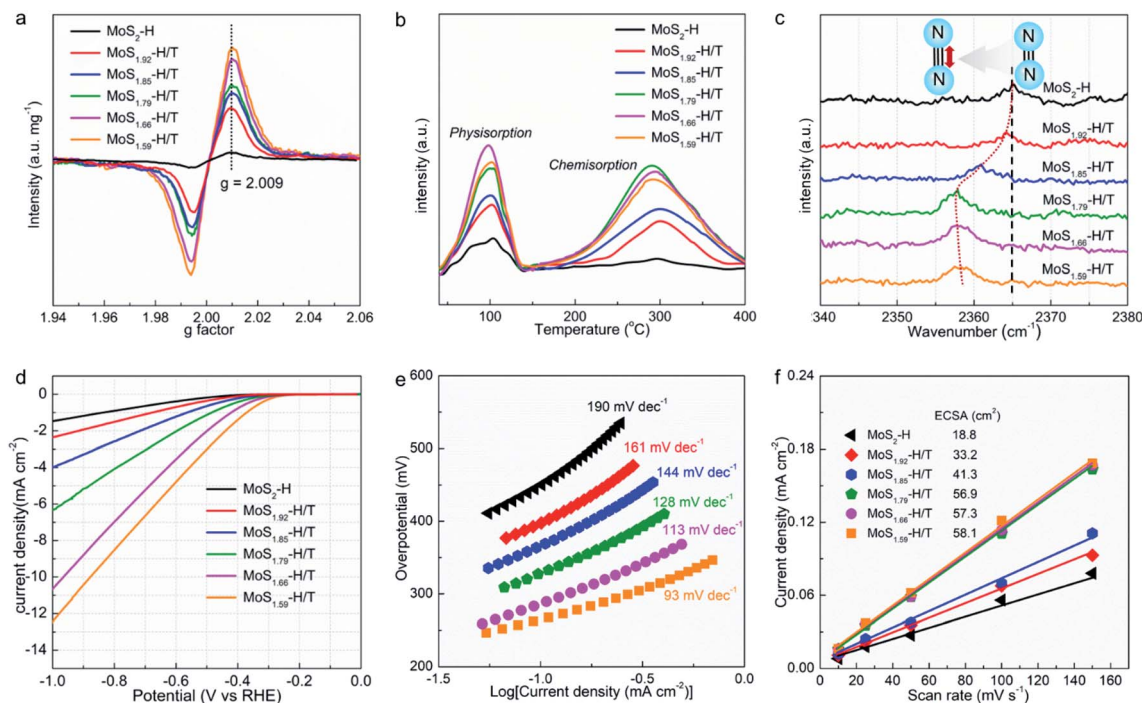 a
MoS2-H
MoS1.92-H/T
MoS1.85-H/T
MoS1.79-H/T
MoS1.66-H/T
MoS1.59-H/T
g = 2.009
Intensity (a.u. mg-1)
1.94 1.96 1.98 2.00 2.02 2.04 2.06
g factor
b
MoS2-H
MoS1.92-H/T
MoS1.85-H/T
MoS1.79-H/T
MoS1.66-H/T
MoS1.59-H/T
Physisorption
Chemisorption
intensity (a.u.)
100 200 300 400
Temperature (oC)
c
N N
N N
MoS2-H
MoS1.92-H/T
MoS1.85-H/T
MoS1.79-H/T
MoS1.66-H/T
MoS1.59-H/T
intensity (a.u.)
340 2350 2360 2370 2380
Wavenumber (cm-1)
d
0
-2
-4
-6
-8
-10
-12
-14
current density(mA cm-2)
MoS2-H
MoS1.92-H/T
MoS1.85-H/T
MoS1.79-H/T
MoS1.66-H/T
MoS1.59-H/T
-1.0 -0.8 -0.6 -0.4 -0.2 0.0
Potential (V vs RHE)
e
600
500
400
300
200
Overpotential (mV)
190 mV dec-1
161 mV dec-1
144 mV dec-1
128 mV dec-1
113 mV dec-1
93 mV dec-1
-1.5 -1.0 -0.5 0.0
Log[Current density (mA cm-2)]
f
0.24
0.18
0.12
0.06
0.00
Current density (mA cm-2)
ECSA (cm2)
MoS2-H 18.8
MoS1.92-H/T 33.2
MoS1.85-H/T 41.3
MoS1.79-H/T 56.9
MoS1.66-H/T 57.3
MoS1.59-H/T 58.1
0 20 40 60 80 100 120 140 160
Scan rate (mV s-1)